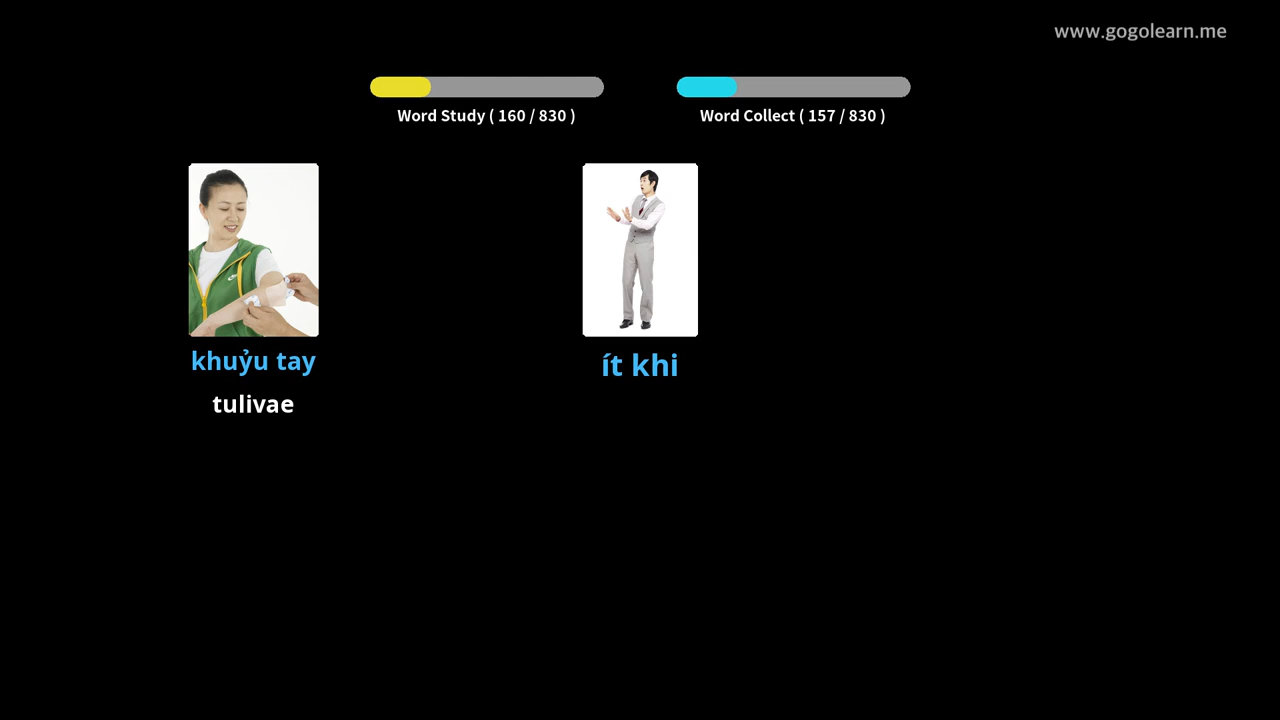 www.gogolearn.me
Word Study ( 160 / 830 )
Word Collect ( 157 / 830 )
khuỷu tay
tulivae
ít khi